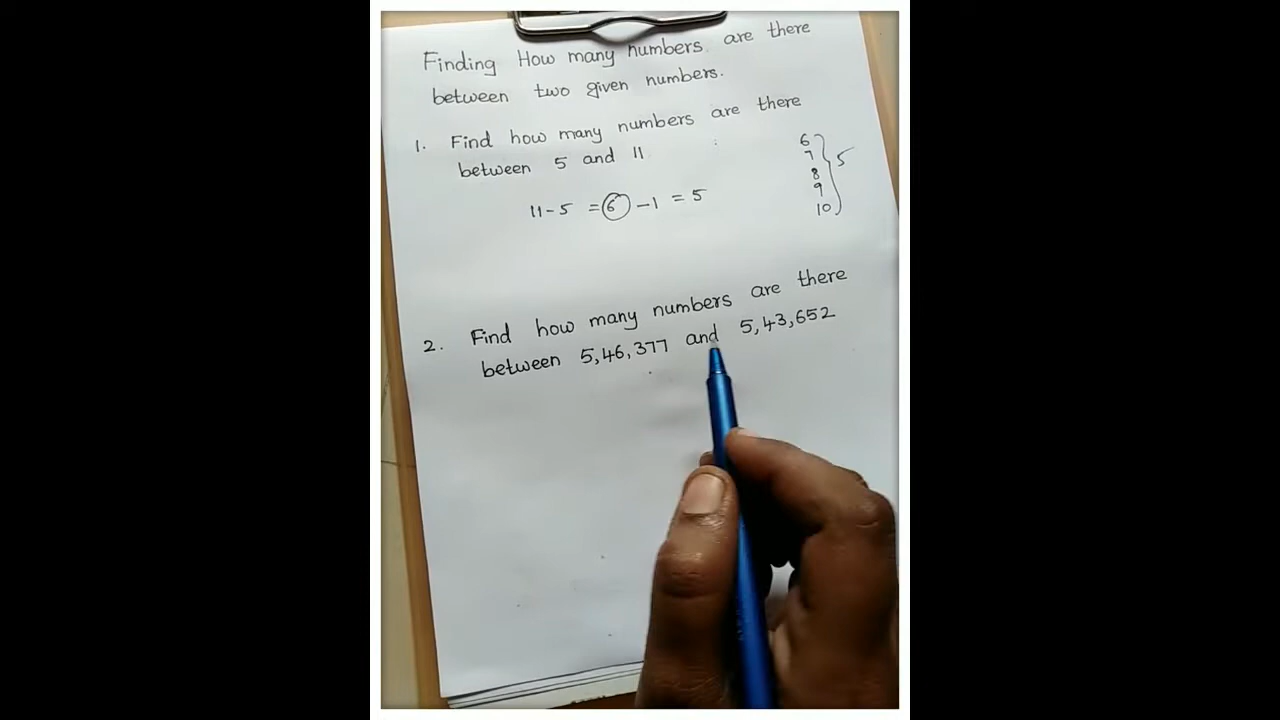 Finding How many numbers are there
between two given numbers.
1. Find how many numbers are there
between 5 and 11
11-5 = 6 -1 = 5
6
7
8
9
10
5
2. Find how many numbers are there
between 5,46,377 and 5,43,652